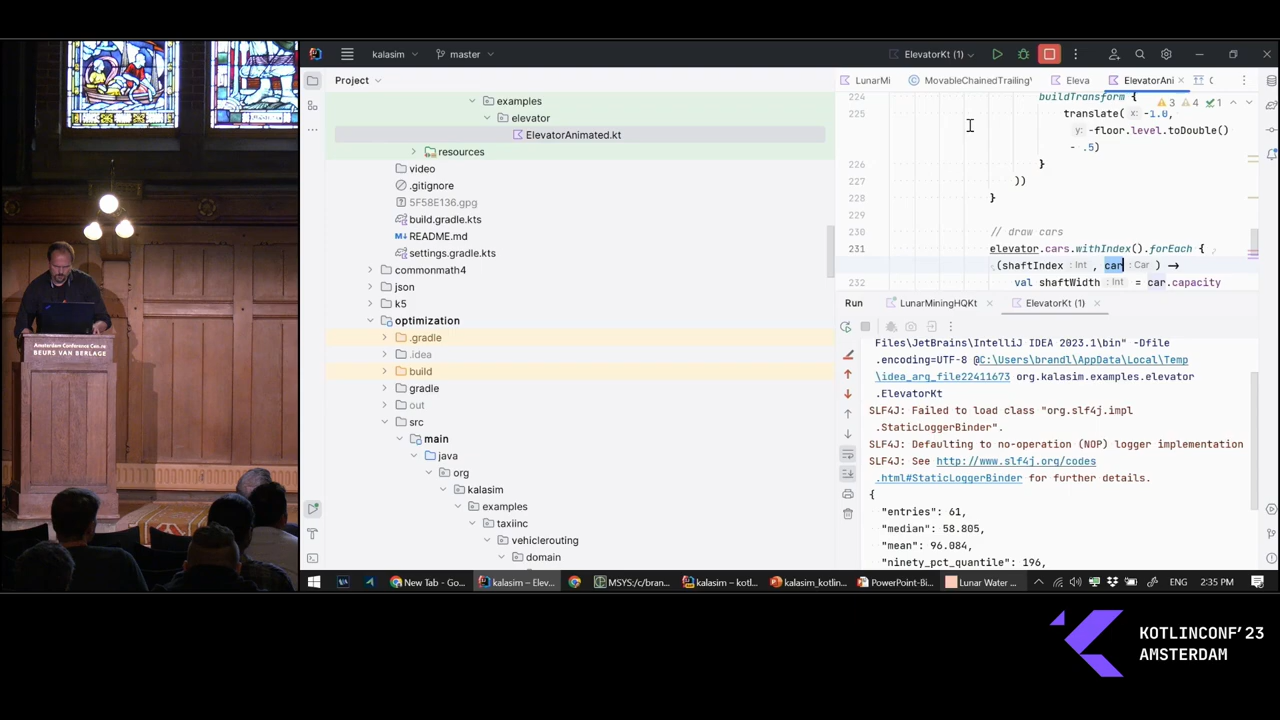 Amsterdam Conference Centre
BEURS VAN BERLAGE
kalasim
master
ElevatorKt (1)
Project
examples
elevator
ElevatorAnimated.kt
resources
video
.gitignore
5F58E136.gpg
build.gradle.kts
README.md
settings.gradle.kts
commonmath4
json
k5
optimization
.gradle
.idea
build
gradle
out
src
main
java
org
kalasim
examples
taxiinc
vehiclerouting
domain
LunarMi
MovableChainedTrailing
Eleva
ElevatorAni
224
buildTransform {
3 4 1
225
translate( x: -1.0,
y: -floor.level.toDouble()
- .5)
226
}
227
))
228
}
229
230
// draw cars
231
elevator.cars.withIndex().forEach {
(shaftIndex : Int , car : Car ) →
232
val shaftWidth : Int = car.capacity
Run
LunarMiningHQKt
ElevatorKt (1)
Files\JetBrains\IntelliJ IDEA 2023.1\bin" -Dfile
.encoding=UTF-8 @C:\Users\brandl\AppData\Local\Temp
\idea_arg_file22411673 org.kalasim.examples.elevator
.ElevatorKt
SLF4J: Failed to load class "org.slf4j.impl
.StaticLoggerBinder".
SLF4J: Defaulting to no-operation (NOP) logger implementation
SLF4J: See http://www.slf4j.org/codes
.html#StaticLoggerBinder for further details.
{
"entries": 61,
"median": 58.805,
"mean": 96.084,
"ninety_pct_quantile": 196,
New Tab - Go...
kalasim – Elev...
MSYS:/c/bran...
kalasim – kotl...
kalasim_kotlin...
PowerPoint-Bi...
Lunar Water ...
ENG
2:35 PM
KOTLINCONF'23
AMSTERDAM